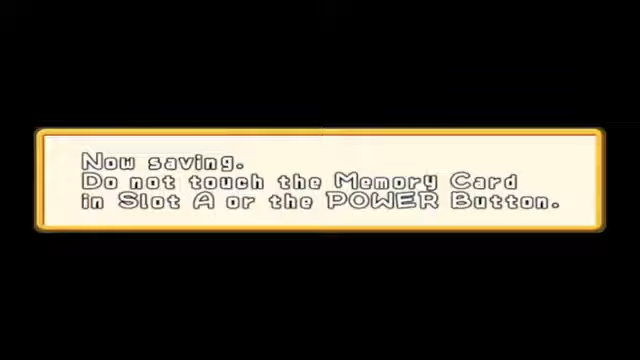 Now saving.
Do not touch the Memory Card
in Slot A or the POWER Button.